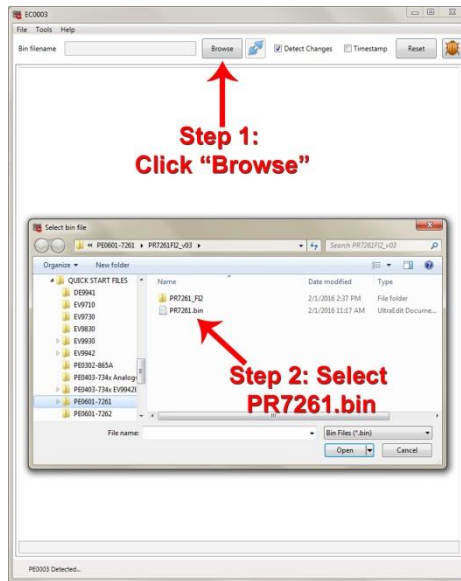 EC0003
File Tools Help
Bin filename Browse Detect Changes Timestamp Reset
Step 1:
Click “Browse”
Select bin file
« PE0601-7261 ▸ PR7261FI2_v03 ▸ Search PR7261FI2_v03
Organize New folder
QUICK START FILES
DE9941
EV9710
EV9730
EV9830
EV9930
EV9942
PE0302-865A
PE0403-734x Analog
PE0403-734x EV9942I
PE0601-7261
PE0601-7262
Name Date modified Type
PR7261_FI2 2/1/2016 2:37 PM File folder
PR7261.bin 2/1/2016 11:17 AM UltraEdit Docume...
Step 2: Select
PR7261.bin
File name: Bin Files (*.bin)
Open Cancel
PE0003 Detected...